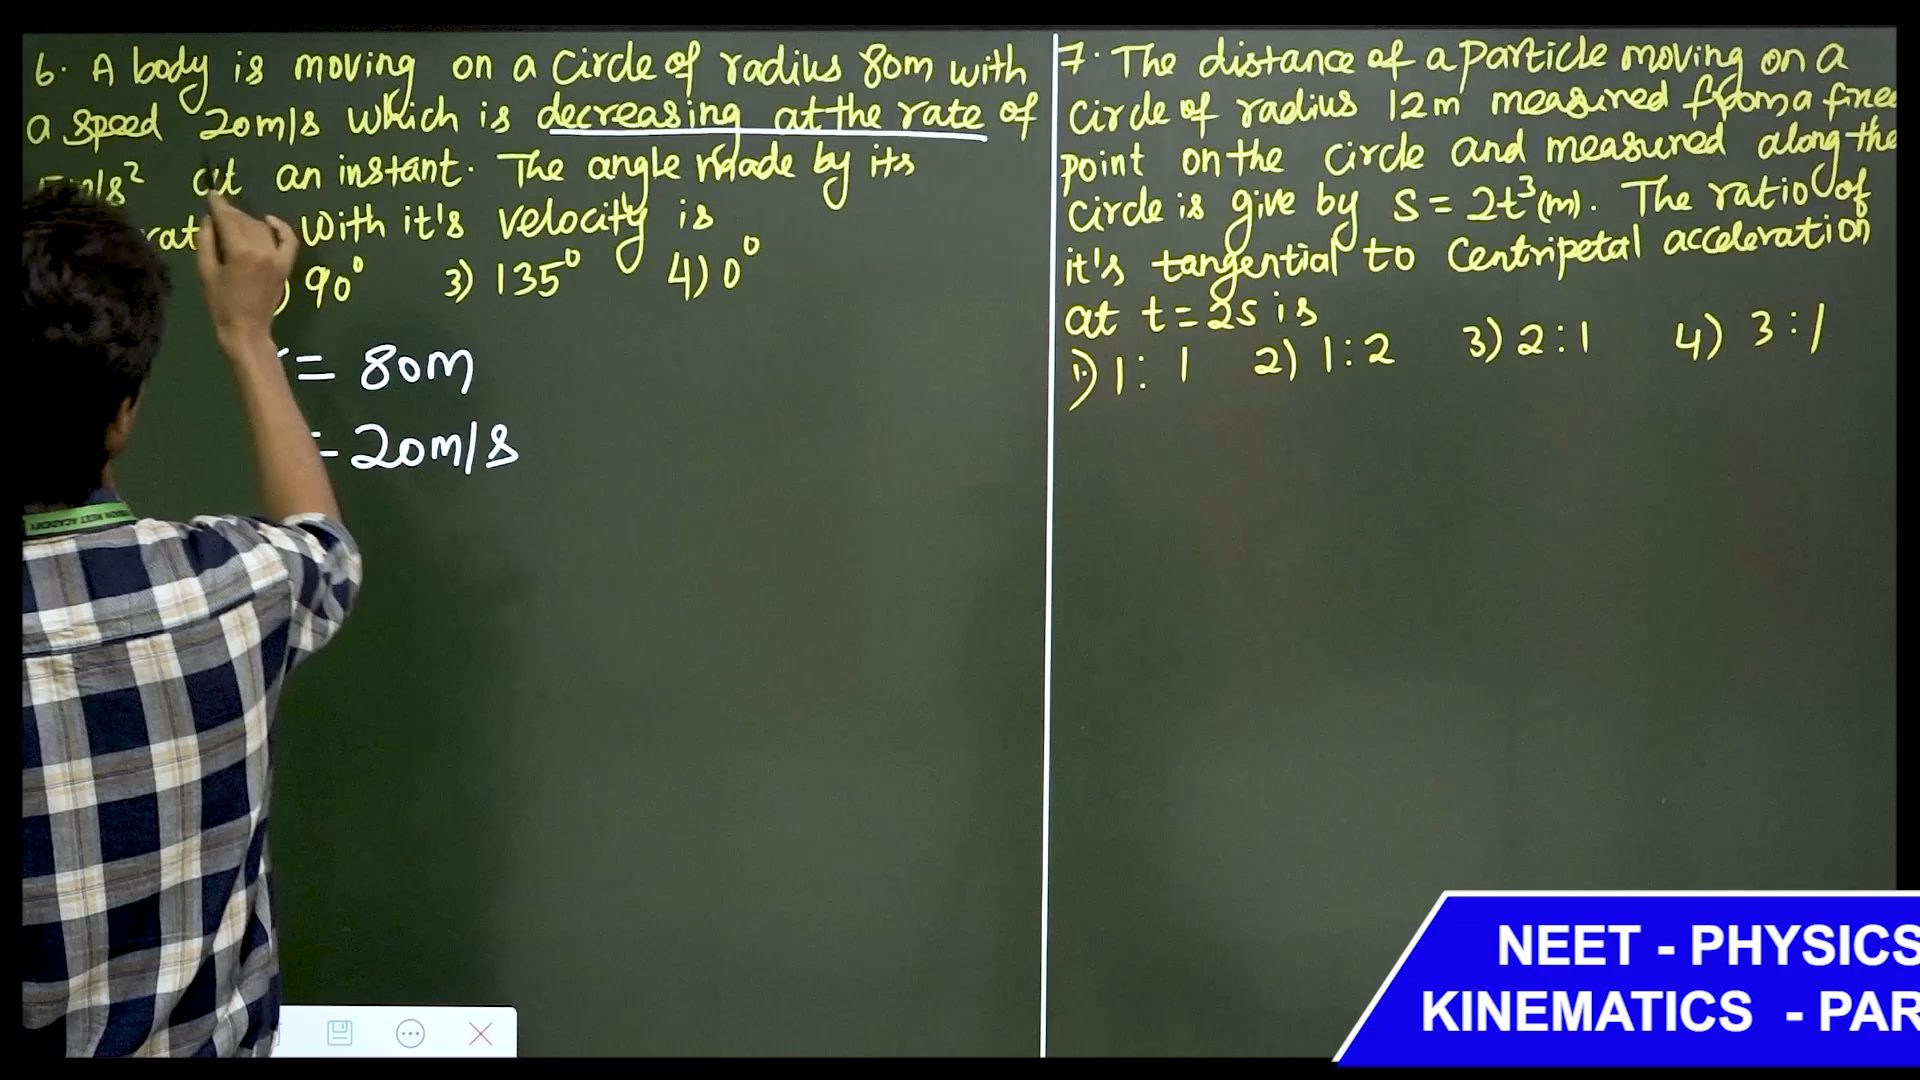 6. A body is moving on a circle of radius 80m with
a speed 20m/s which is decreasing at the rate of
5m/s² at an instant. The angle made by its
with it's velocity is
90° 3) 135° 4) 0°
= 80m
= 20m/s
7. The distance of a particle moving on a
circle of radius 12m measured from a fixed
point on the circle and measured along the
circle is give by S = 2t³(m). The ratio of
it's tangential to centripetal acceleration
at t = 2s is
1) 1 : 1 2) 1 : 2 3) 2 : 1 4) 3 : 1
NEET - PHYSICS
KINEMATICS - PAR